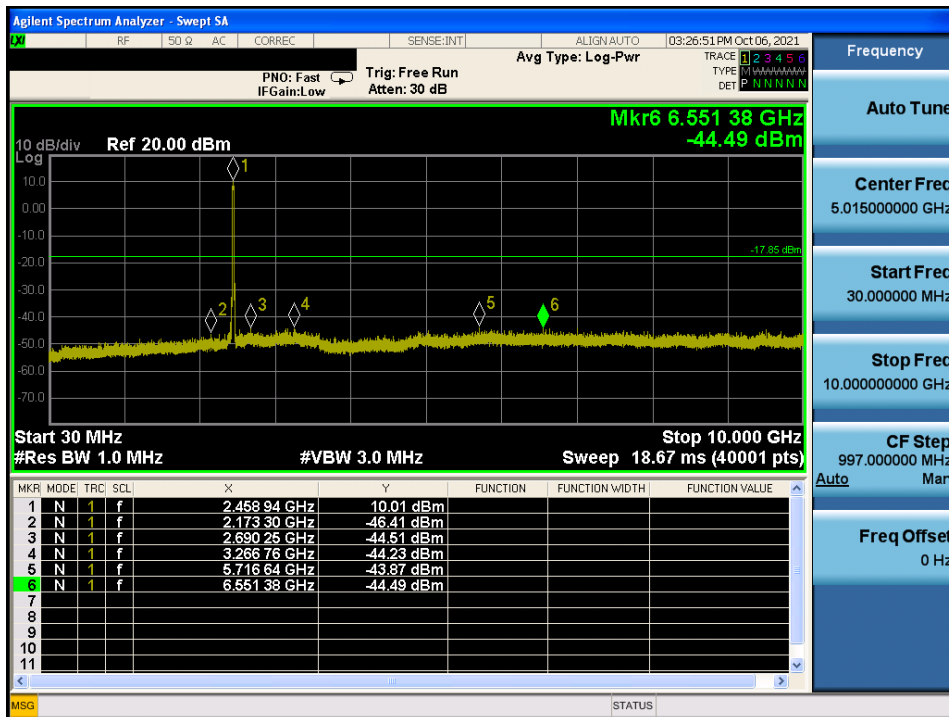 Agilent Spectrum Analyzer - Swept SA
LXI RF 50 Ω AC CORREC SENSE:INT ALIGN AUTO 03:26:51 PM Oct 06, 2021
PNO: Fast Trig: Free Run Avg Type: Log-Pwr TRACE 1 2 3 4 5 6
IFGain:Low Atten: 30 dB TYPE M W W W W W
DET P N N N N N
Mkr6 6.551 38 GHz
10 dB/div Ref 20.00 dBm -44.49 dBm
Log
1
10.0
0.00
-10.0
-17.85 dBm
-20.0
-30.0
2 3 4 5 6
-40.0
-50.0
-60.0
-70.0
Start 30 MHz Stop 10.000 GHz
#Res BW 1.0 MHz #VBW 3.0 MHz Sweep 18.67 ms (40001 pts)
MKR MODE TRC SCL X Y FUNCTION FUNCTION WIDTH FUNCTION VALUE
1 N 1 f 2.458 94 GHz 10.01 dBm
2 N 1 f 2.173 30 GHz -46.41 dBm
3 N 1 f 2.690 25 GHz -44.51 dBm
4 N 1 f 3.266 76 GHz -44.23 dBm
5 N 1 f 5.716 64 GHz -43.87 dBm
6 N 1 f 6.551 38 GHz -44.49 dBm
7
8
9
10
11
MSG STATUS
Frequency
Auto Tune
Center Freq
5.015000000 GHz
Start Freq
30.000000 MHz
Stop Freq
10.000000000 GHz
CF Step
997.000000 MHz
Auto Man
Freq Offset
0 Hz